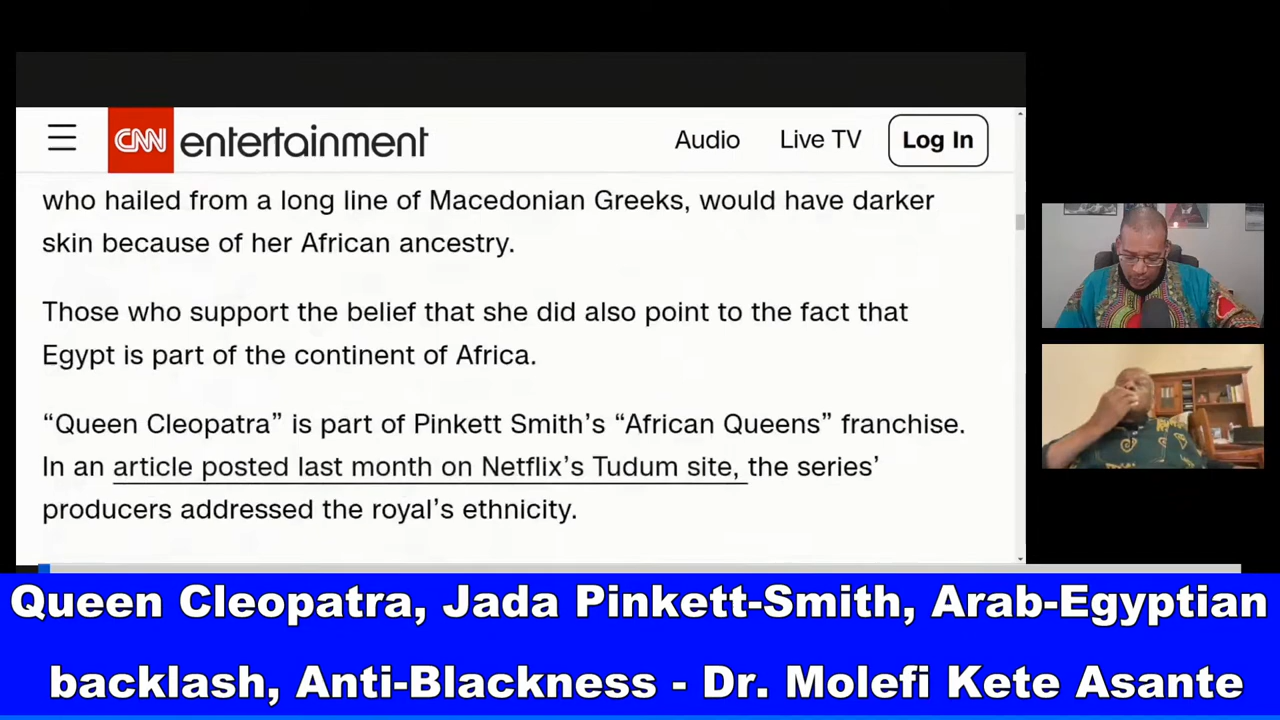 CNN entertainment Audio Live TV Log In
who hailed from a long line of Macedonian Greeks, would have darker
skin because of her African ancestry.
Those who support the belief that she did also point to the fact that
Egypt is part of the continent of Africa.
“Queen Cleopatra” is part of Pinkett Smith’s “African Queens” franchise.
In an article posted last month on Netflix’s Tudum site, the series’
producers addressed the royal’s ethnicity.
Queen Cleopatra, Jada Pinkett-Smith, Arab-Egyptian
backlash, Anti-Blackness - Dr. Molefi Kete Asante